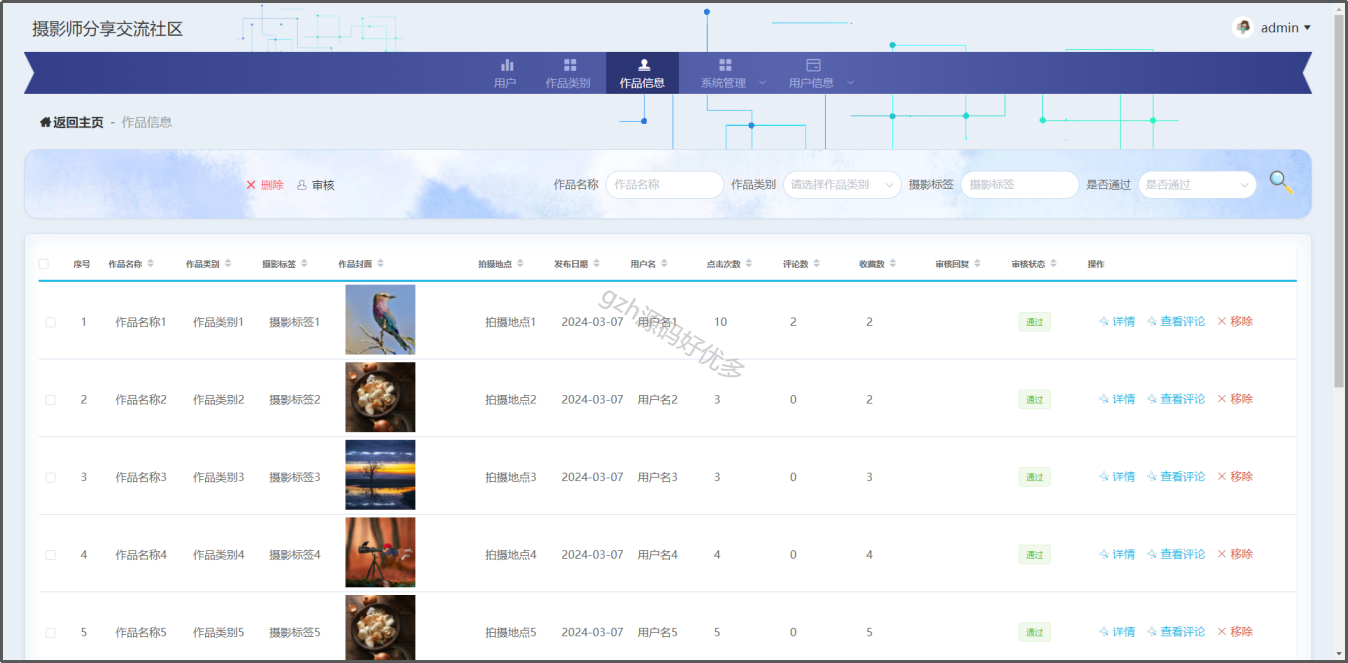 摄影师分享交流社区
admin
用户 作品类别 作品信息 系统管理 用户信息
返回主页 - 作品信息
删除 审核 作品名称 作品名称 作品类别 请选择作品类别 摄影标签 摄影标签 是否通过 是否通过
序号 作品名称 作品类别 摄影标签 作品封面 拍摄地点 发布日期 用户名 点击次数 评论数 收藏数 审核回复 审核状态 操作
1 作品名称1 作品类别1 摄影标签1 拍摄地点1 2024-03-07 用户名1 10 2 2 通过 详情 查看评论 移除
gzh源码好优多
2 作品名称2 作品类别2 摄影标签2 拍摄地点2 2024-03-07 用户名2 3 0 2 通过 详情 查看评论 移除
3 作品名称3 作品类别3 摄影标签3 拍摄地点3 2024-03-07 用户名3 3 0 3 通过 详情 查看评论 移除
4 作品名称4 作品类别4 摄影标签4 拍摄地点4 2024-03-07 用户名4 4 0 4 通过 详情 查看评论 移除
5 作品名称5 作品类别5 摄影标签5 拍摄地点5 2024-03-07 用户名5 5 0 5 通过 详情 查看评论 移除